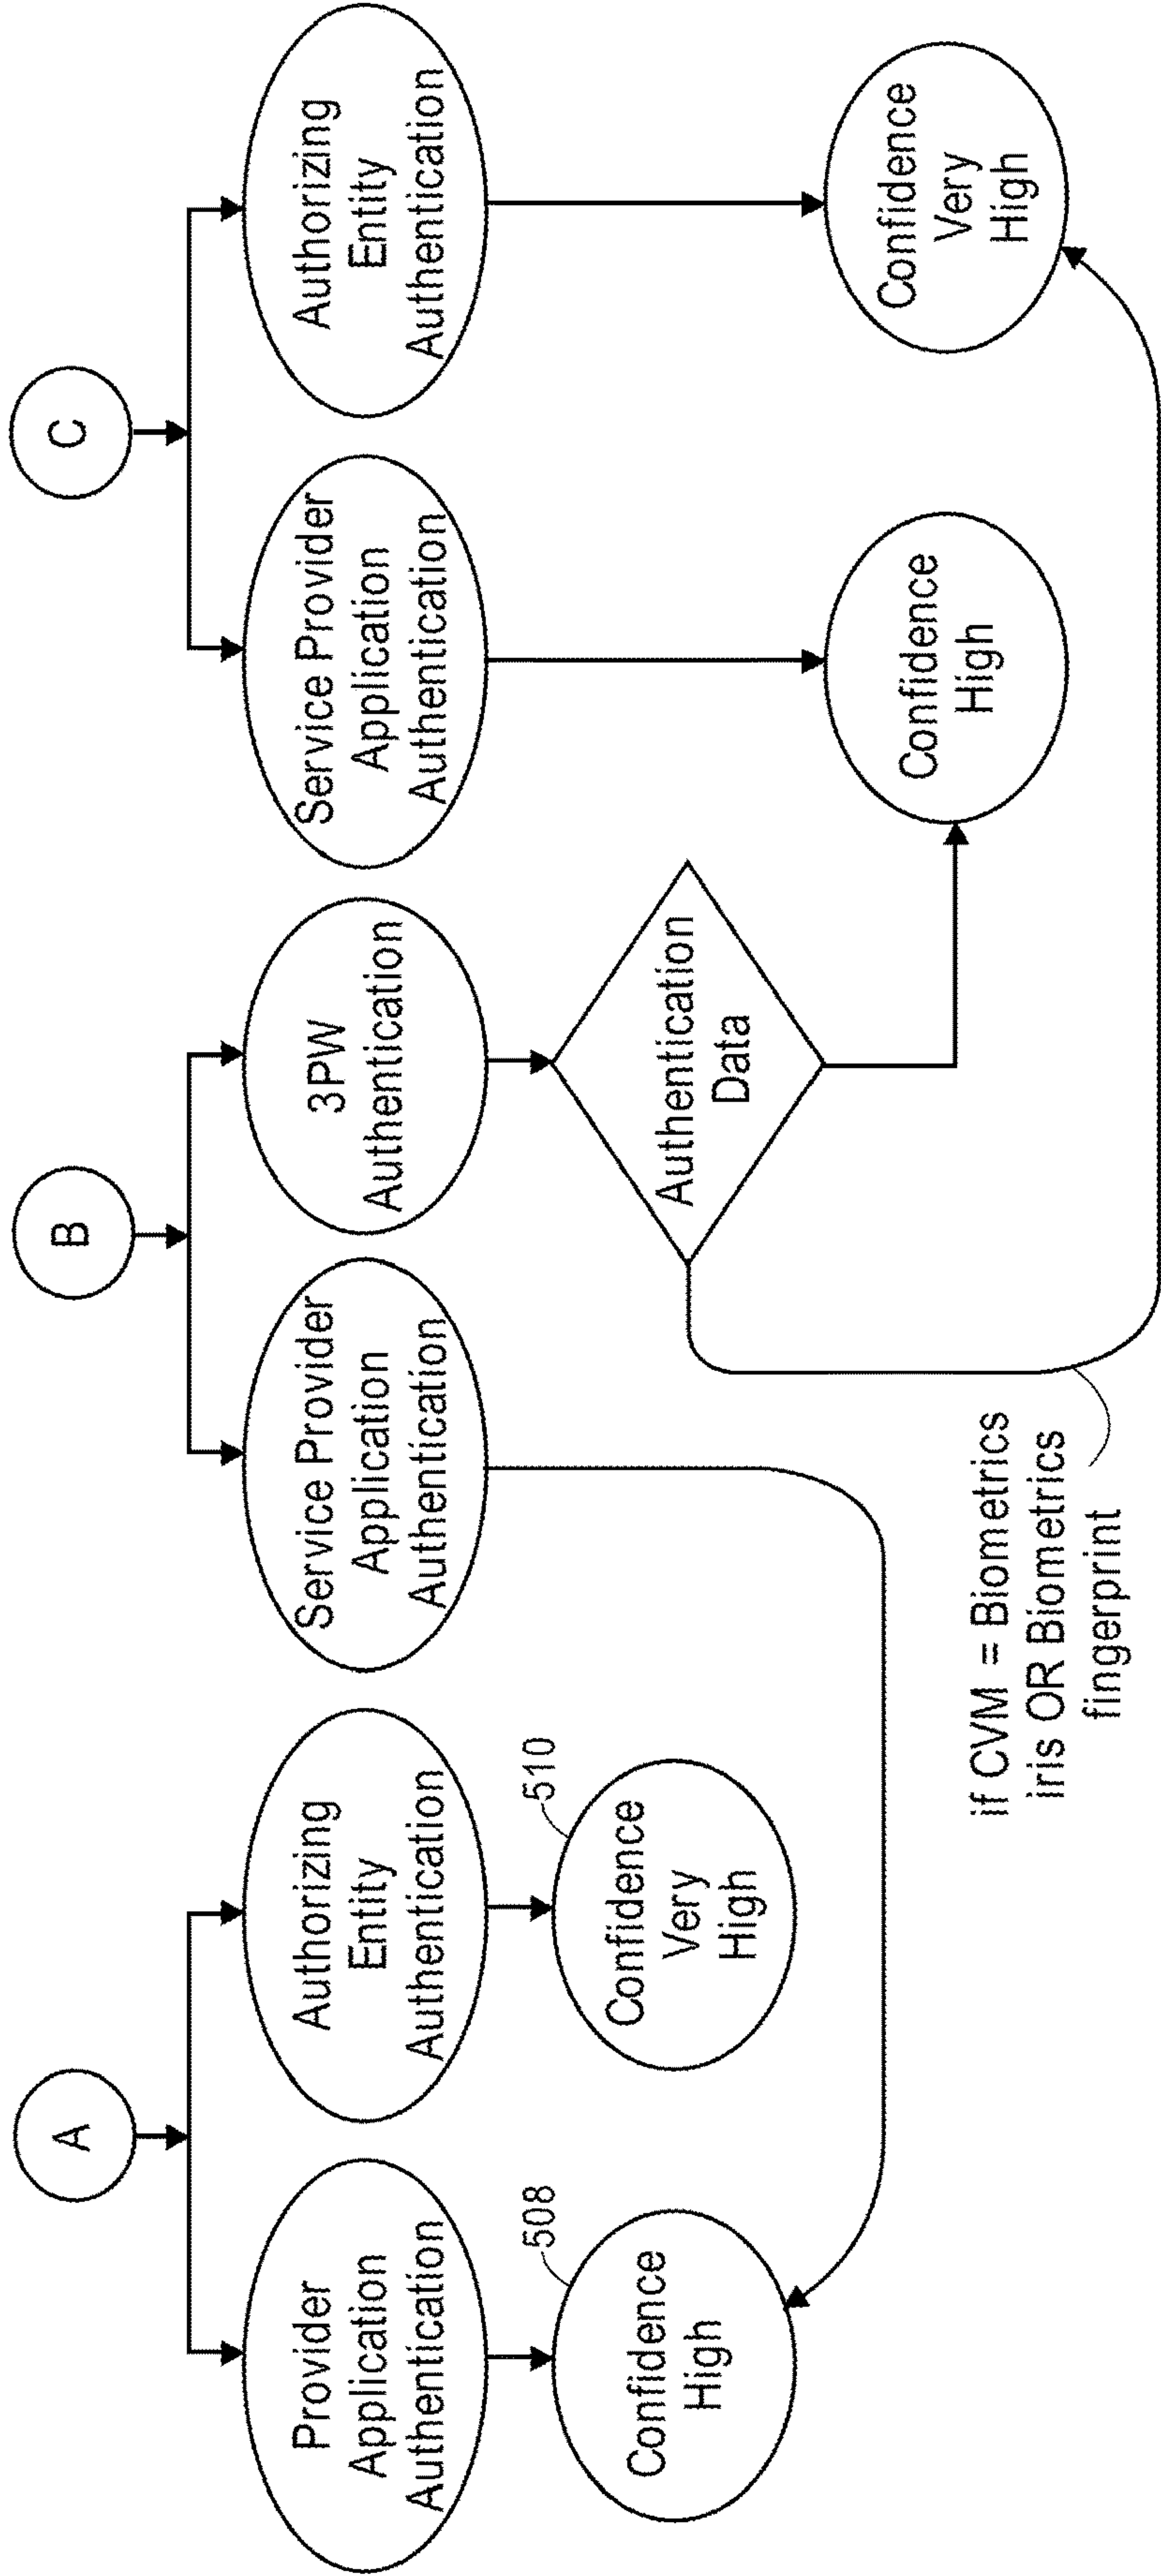 A
Provider
Application
Authentication
Authorizing
Entity
Authentication
508
Confidence
High
510
Confidence
Very
High
B
Service Provider
Application
Authentication
3PW
Authentication
Authentication
Data
if CVM = Biometrics
iris OR Biometrics
fingerprint
C
Service Provider
Application
Authentication
Authorizing
Entity
Authentication
Confidence
High
Confidence
Very
High